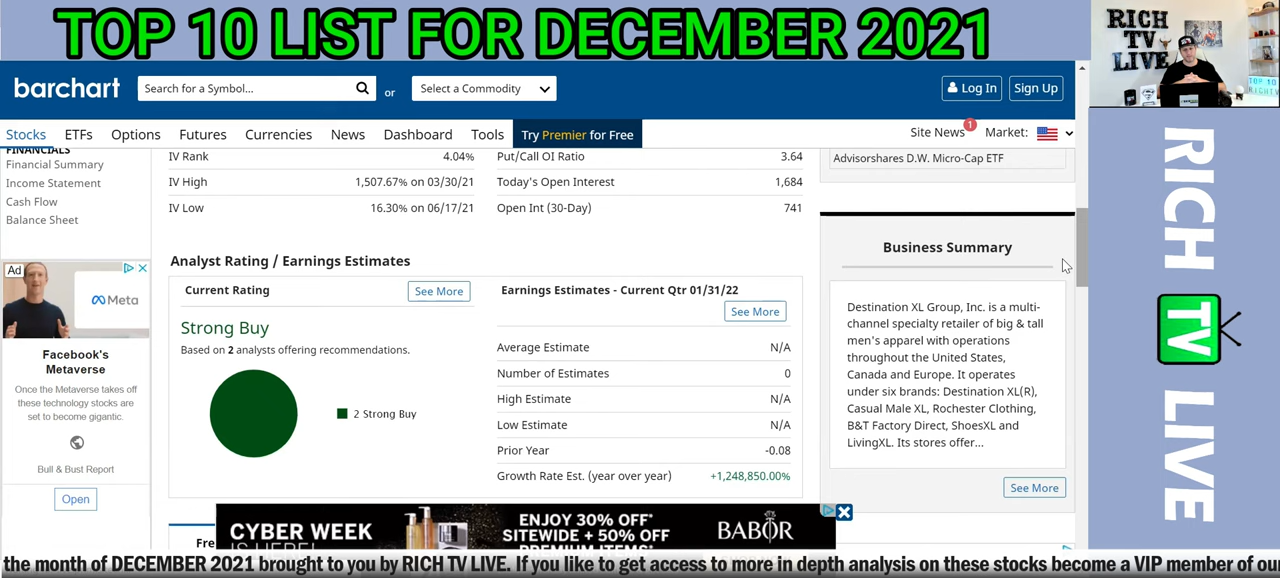 TOP 10 LIST FOR DECEMBER 2021
RICH
TV
LIVE
TOP 10
barchart
Search for a Symbol...
or
Select a Commodity
Log In
Sign Up
Stocks
ETFs
Options
Futures
Currencies
News
Dashboard
Tools
Try Premier for Free
Site News 1
Market:
FINANCIALS
Financial Summary
Income Statement
Cash Flow
Balance Sheet
IV Rank 4.04%
IV High 1,507.67% on 03/30/21
IV Low 16.30% on 06/17/21
Put/Call OI Ratio 3.64
Today's Open Interest 1,684
Open Int (30-Day) 741
Advisorshares D.W. Micro-Cap ETF
Ad
Meta
Facebook's
Metaverse
Once the Metaverse takes off
these technology stocks are
set to become gigantic.
Bull & Bust Report
Open
Analyst Rating / Earnings Estimates
Current Rating
See More
Strong Buy
Based on 2 analysts offering recommendations.
2 Strong Buy
Earnings Estimates - Current Qtr 01/31/22
See More
Average Estimate N/A
Number of Estimates 0
High Estimate N/A
Low Estimate N/A
Prior Year -0.08
Growth Rate Est. (year over year) +1,248,850.00%
Business Summary
Destination XL Group, Inc. is a multi-
channel specialty retailer of big & tall
men's apparel with operations
throughout the United States,
Canada and Europe. It operates
under six brands: Destination XL(R),
Casual Male XL, Rochester Clothing,
B&T Factory Direct, ShoesXL and
LivingXL. Its stores offer...
See More
RICH
TV
LIVE
Fre
CYBER WEEK
IS HERE!
ENJOY 30% OFF*
SITEWIDE + 50% OFF
PREMIUM ITEMS*
BABOR
the month of DECEMBER 2021 brought to you by RICH TV LIVE. If you like to get access to more in depth analysis on these stocks become a VIP member of ou